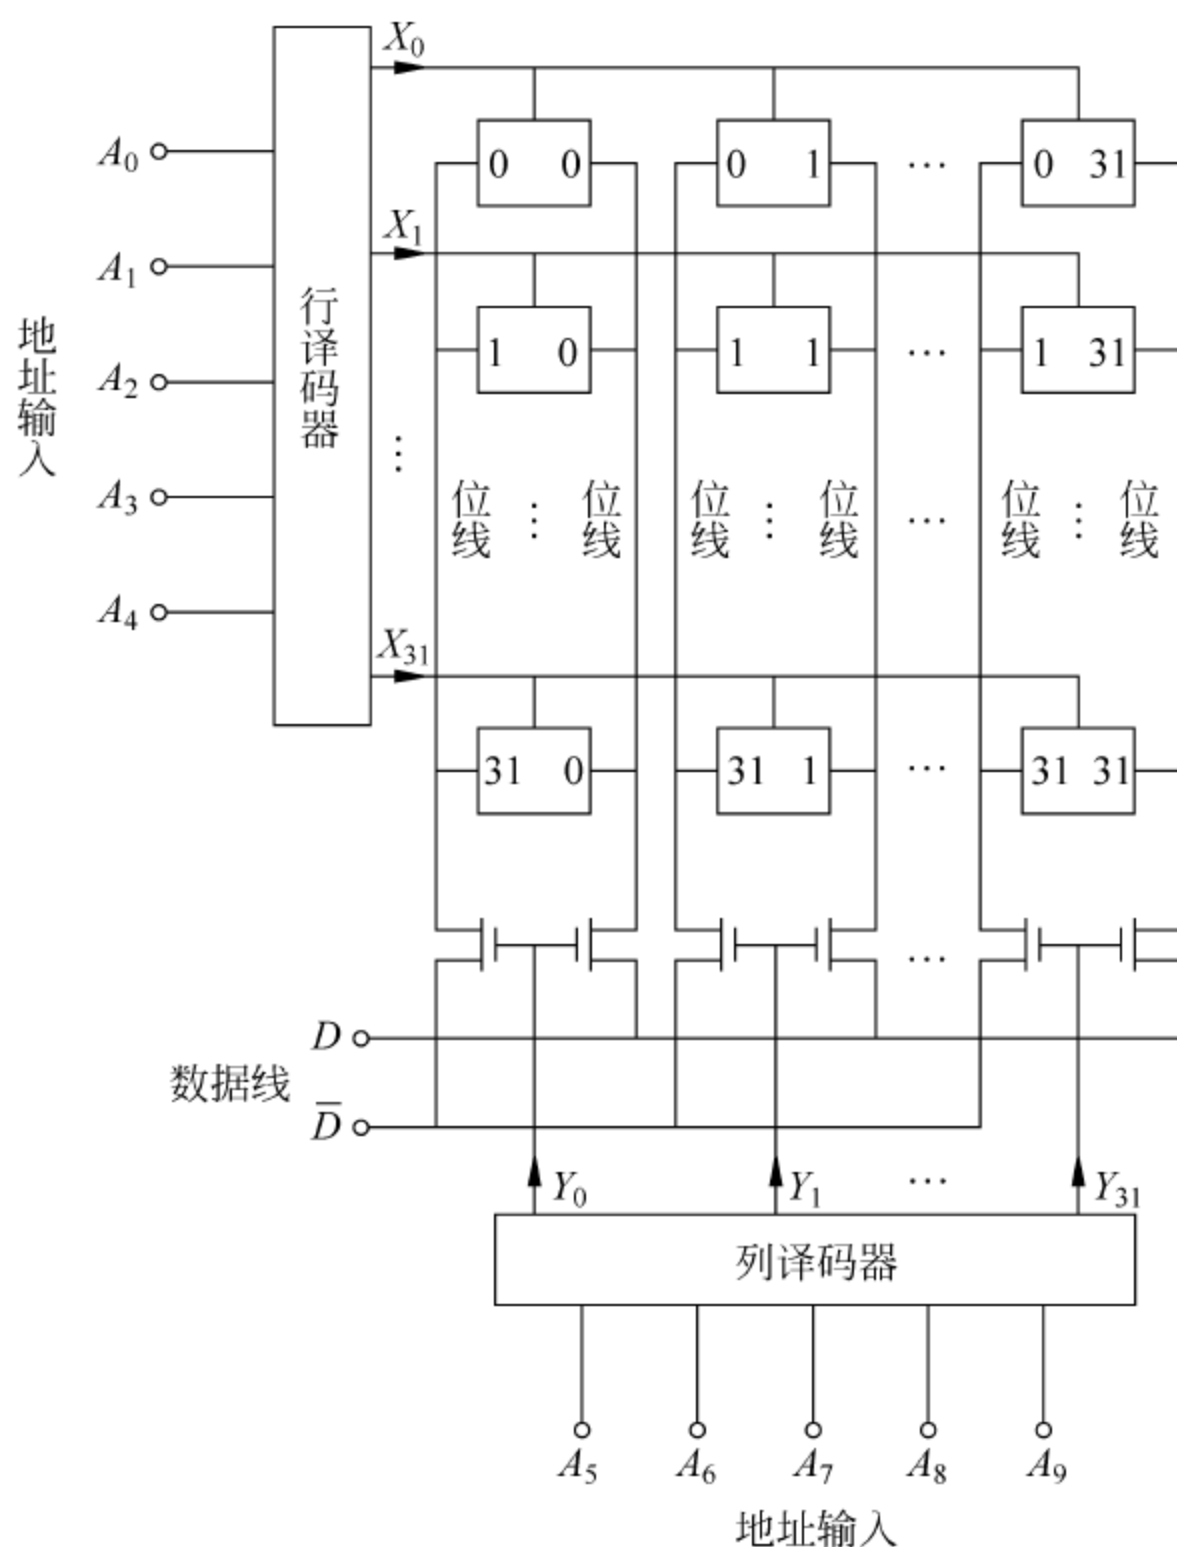 X₀
A₀
0 0
0 1
…
0 31
X₁
A₁
行译码器
1 0
1 1
…
1 31
地址输入
A₂
⋮
A₃
位线
⋮
位线
位线
⋮
位线
…
位线
⋮
位线
A₄
X₃₁
31 0
31 1
…
31 31
…
D
数据线
D̅
Y₀
Y₁
…
Y₃₁
列译码器
A₅
A₆
A₇
A₈
A₉
地址输入